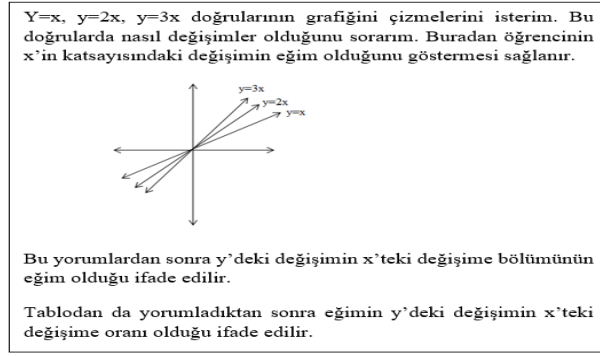 Y=x, y=2x, y=3x doğrularının grafiğini çizmelerini isterim. Bu
doğrularda nasıl değişimler olduğunu sorarım. Buradan öğrencinin
x’in katsayısındaki değişimin eğim olduğunu göstermesi sağlanır.
y=3x
y=2x
y=x
Bu yorumlardan sonra y’deki değişimin x’teki değişime bölümünün
eğim olduğu ifade edilir.
Tablodan da yorumladıktan sonra eğimin y’deki değişimin x’teki
değişime oranı olduğu ifade edilir.